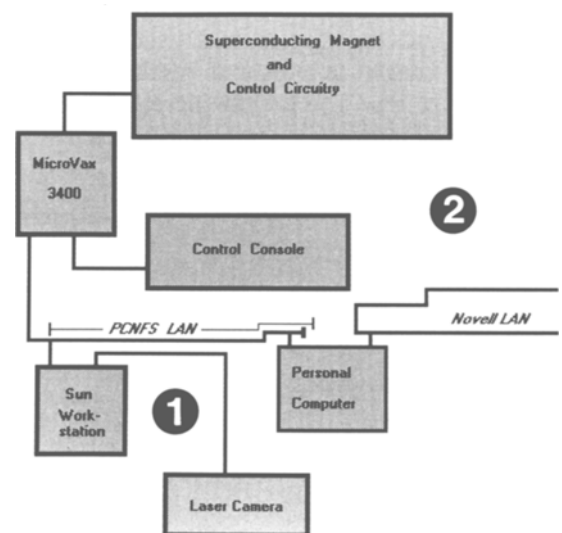 Superconducting Magnet
and
Control Circuitry
MicroVax
3400
2
Control Console
PCNFS LAN
Novell LAN
Sun
Work-
station
1
Personal
Computer
Laser Camera